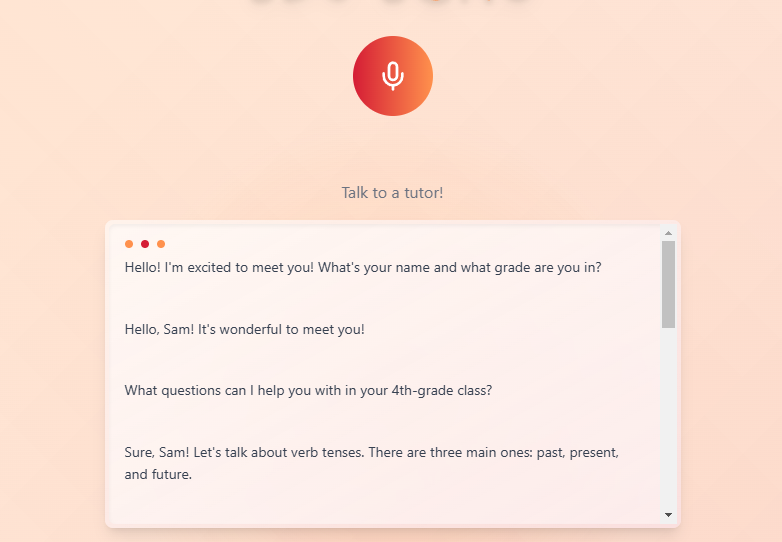 Talk to a tutor!
Hello! I'm excited to meet you! What's your name and what grade are you in?
Hello, Sam! It's wonderful to meet you!
What questions can I help you with in your 4th-grade class?
Sure, Sam! Let's talk about verb tenses. There are three main ones: past, present,
and future.